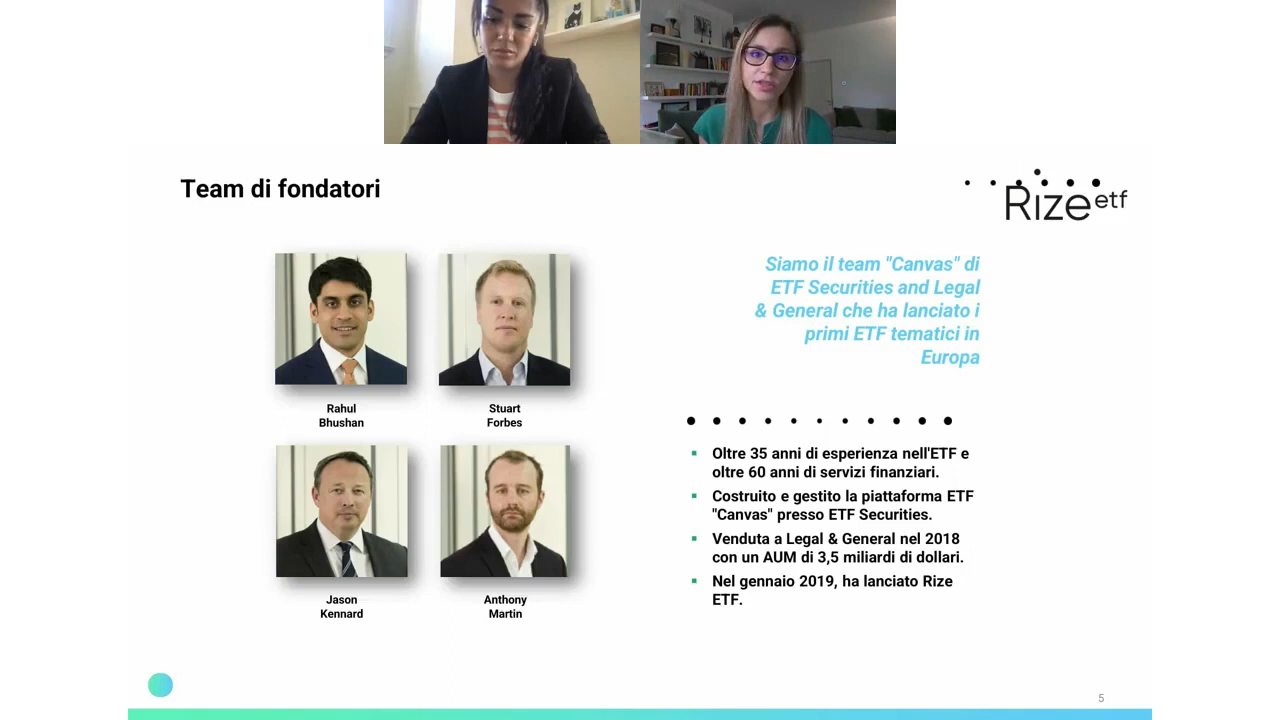 Team di fondatori
Rizeetf
Siamo il team "Canvas" di
ETF Securities and Legal
& General che ha lanciato i
primi ETF tematici in
Europa
Rahul
Bhushan
Stuart
Forbes
Jason
Kennard
Anthony
Martin
▪ Oltre 35 anni di esperienza nell'ETF e
oltre 60 anni di servizi finanziari.
▪ Costruito e gestito la piattaforma ETF
"Canvas" presso ETF Securities.
▪ Venduta a Legal & General nel 2018
con un AUM di 3,5 miliardi di dollari.
▪ Nel gennaio 2019, ha lanciato Rize
ETF.
5